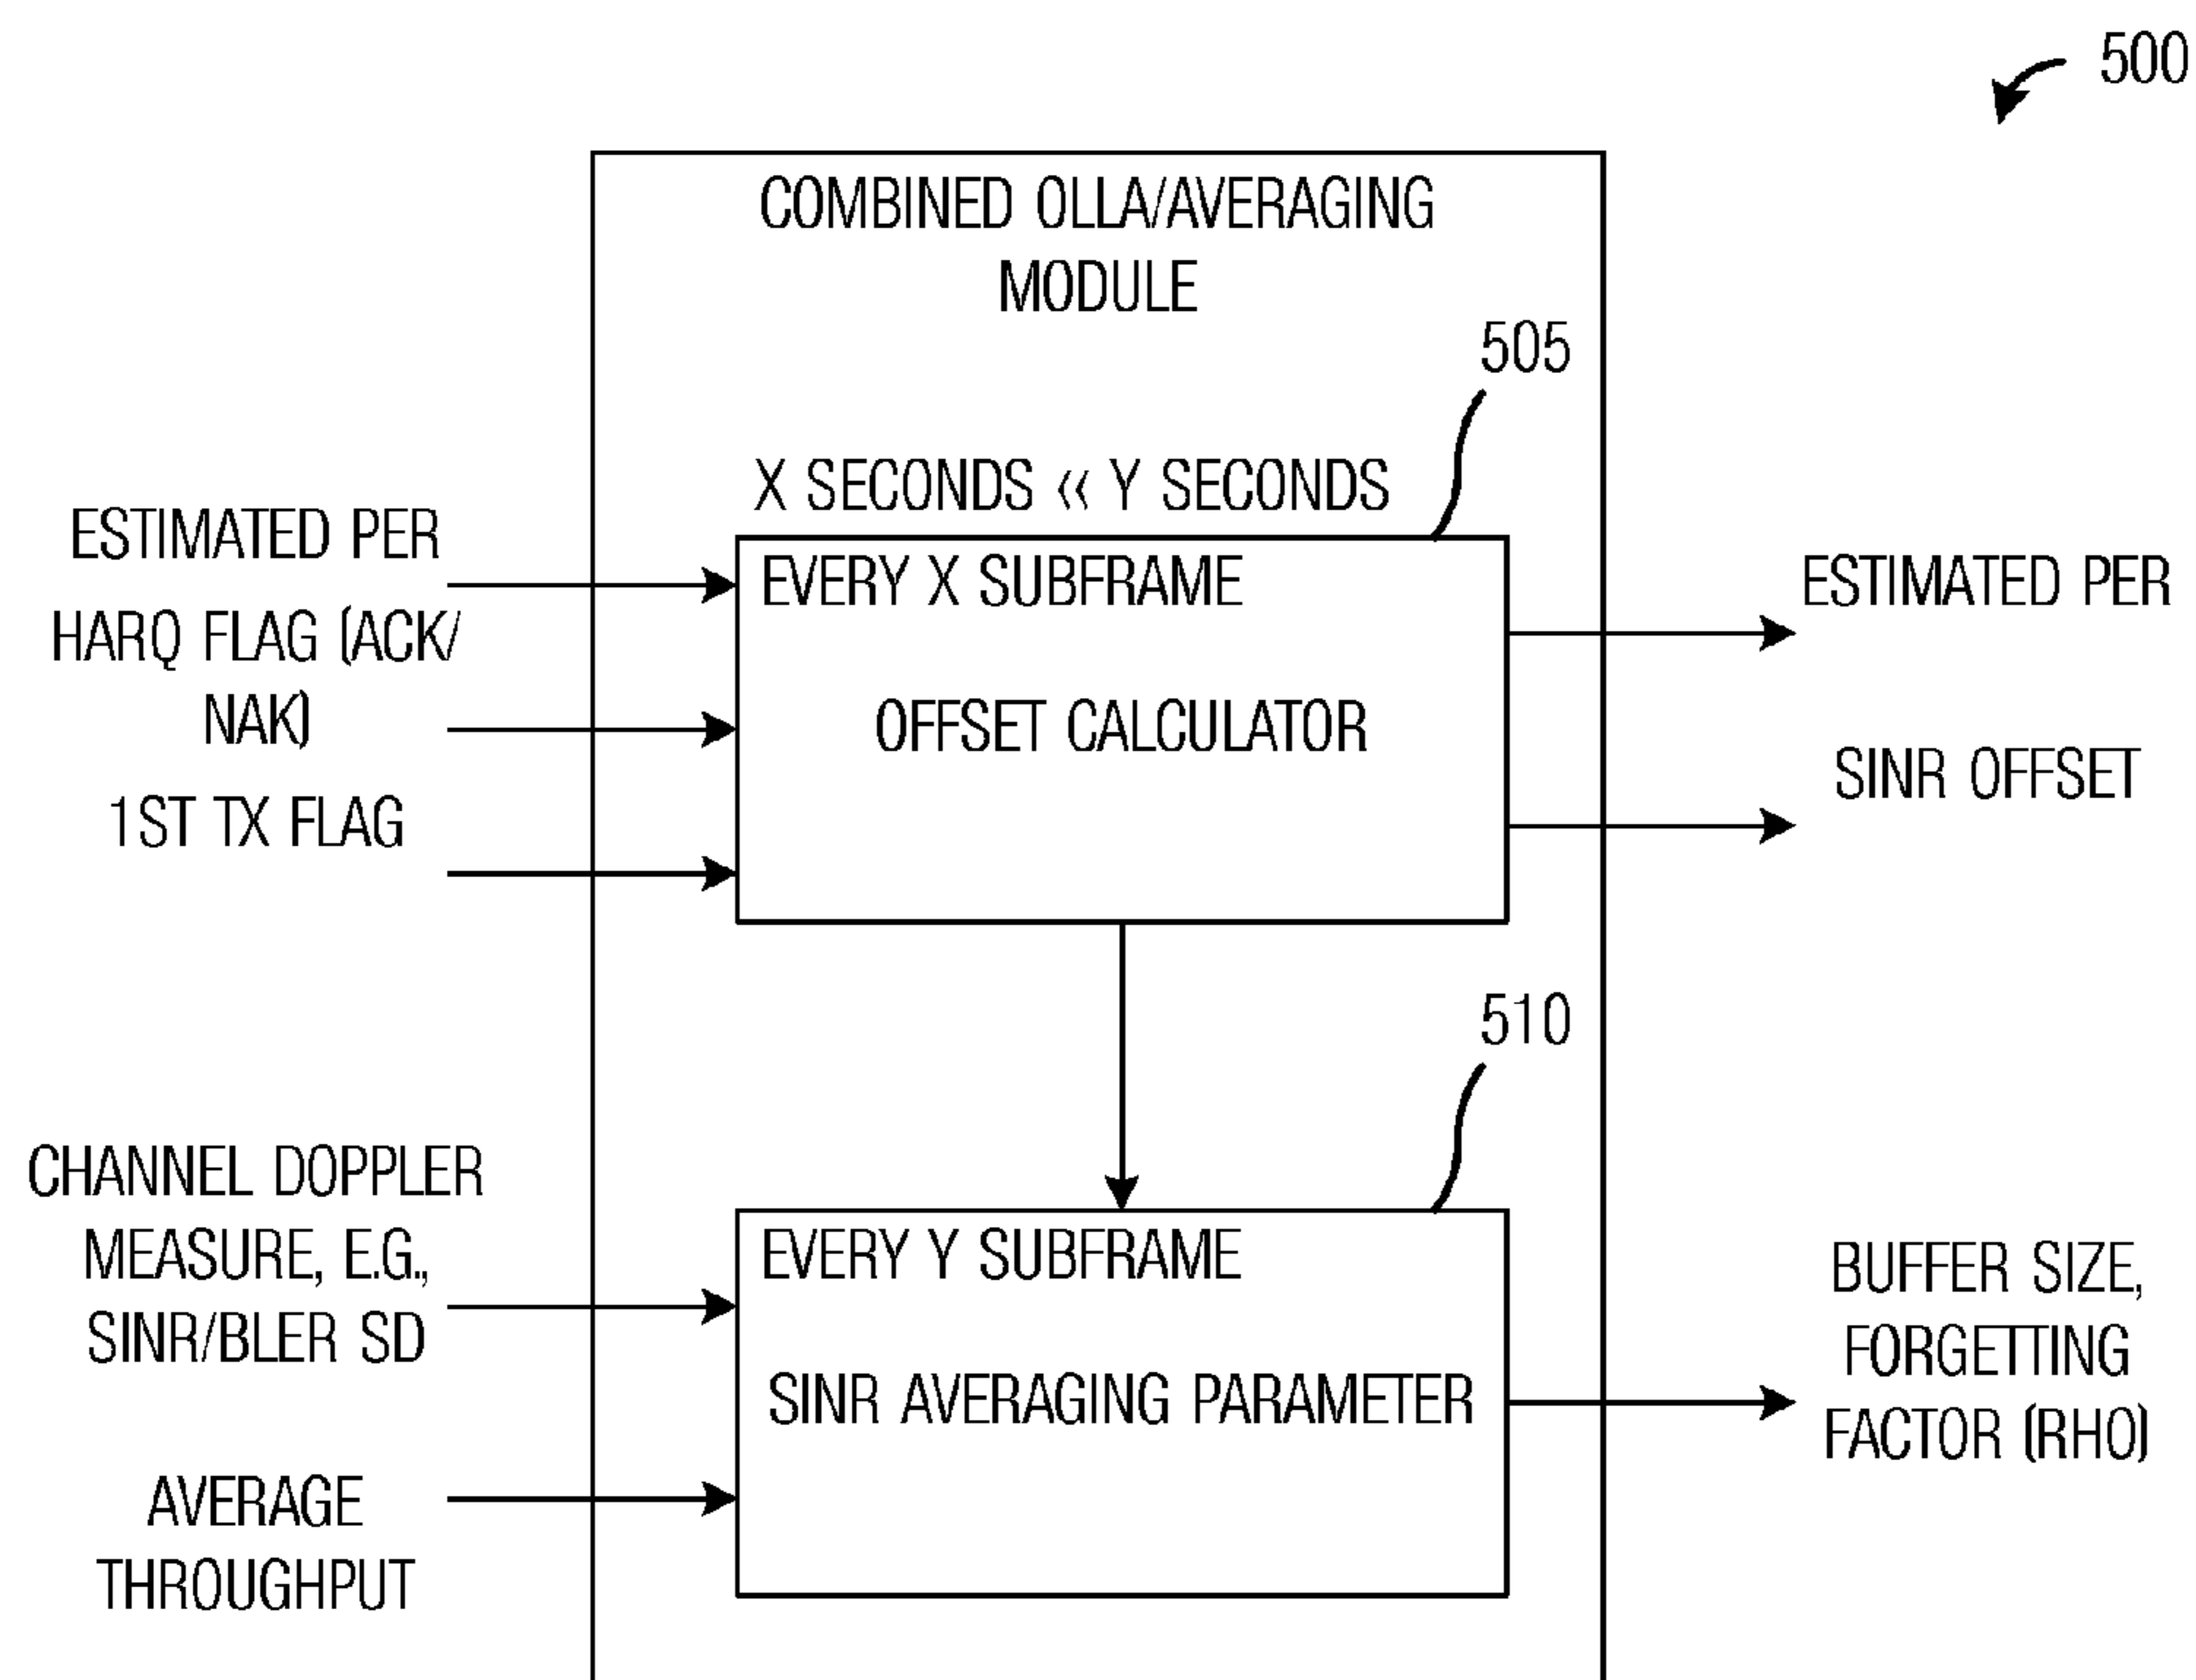 500
COMBINED OLLA/AVERAGING
MODULE
505
X SECONDS << Y SECONDS
ESTIMATED PER
HARQ FLAG (ACK/
NAK)
1ST TX FLAG
EVERY X SUBFRAME
OFFSET CALCULATOR
ESTIMATED PER
SINR OFFSET
510
CHANNEL DOPPLER
MEASURE, E.G.,
SINR/BLER SD
AVERAGE
THROUGHPUT
EVERY Y SUBFRAME
SINR AVERAGING PARAMETER
BUFFER SIZE,
FORGETTING
FACTOR (RHO)